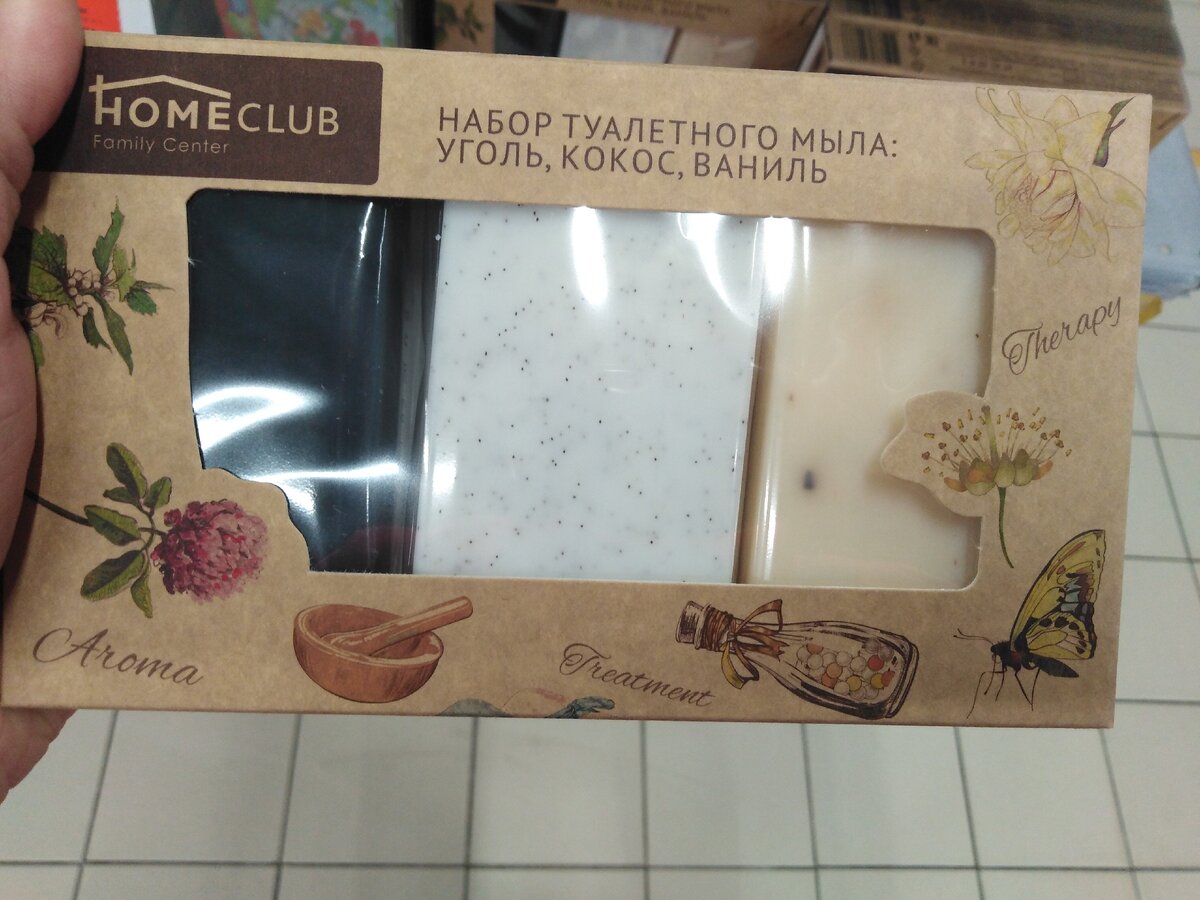 HOMECLUB
Family Center
НАБОР ТУАЛЕТНОГО МЫЛА:
УГОЛЬ, КОКОС, ВАНИЛЬ
Therapy
Aroma
Treatment